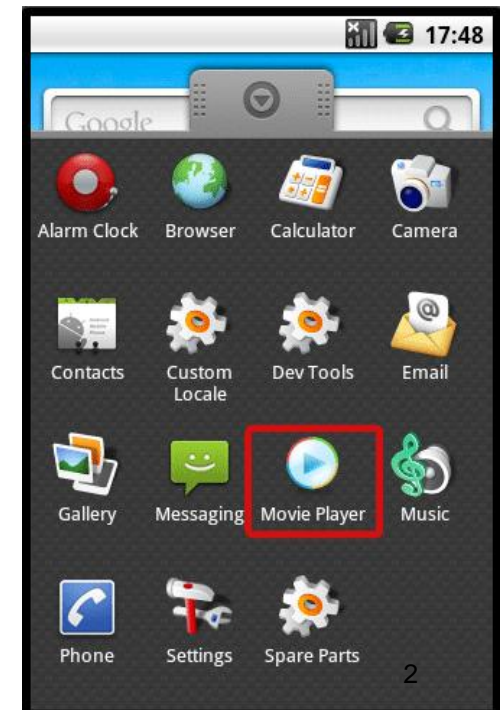 17:48
Google
Alarm Clock Browser Calculator Camera
@
Contacts Custom Locale Dev Tools Email
Gallery Messaging Movie Player Music
Phone Settings Spare Parts
2